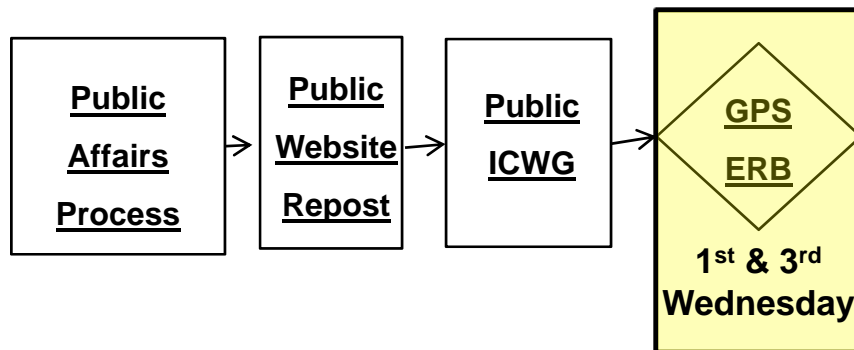 Public
Affairs
Process
Public
Website
Repost
Public
ICWG
GPS
ERB
1st & 3rd
Wednesday